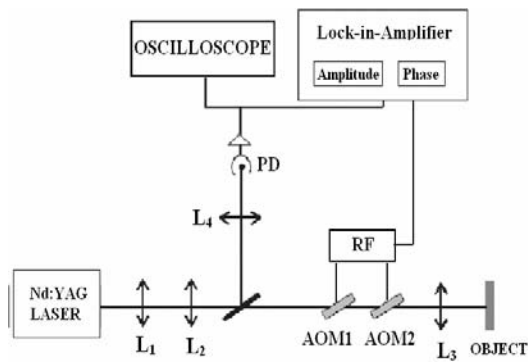 OSCILLOSCOPE
Lock-in-Amplifier
Amplitude
Phase
PD
L4
RF
Nd:YAG
LASER
L1
L2
AOM1
AOM2
L3
OBJECT